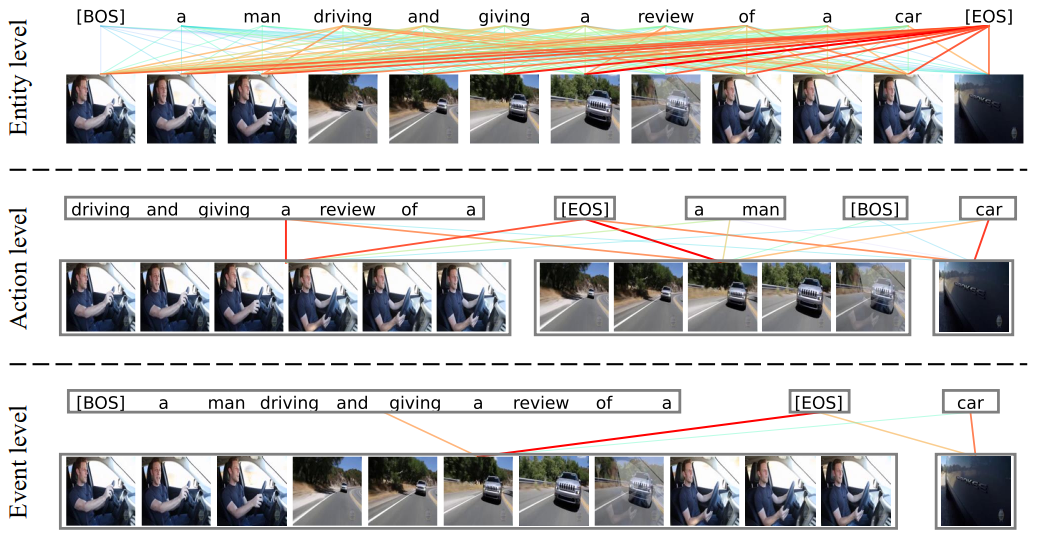 Entity level
[BOS] a man driving and giving a review of a car [EOS]
Action level
driving and giving a review of a [EOS] a man [BOS] car
Event level
[BOS] a man driving and giving a review of a [EOS] car